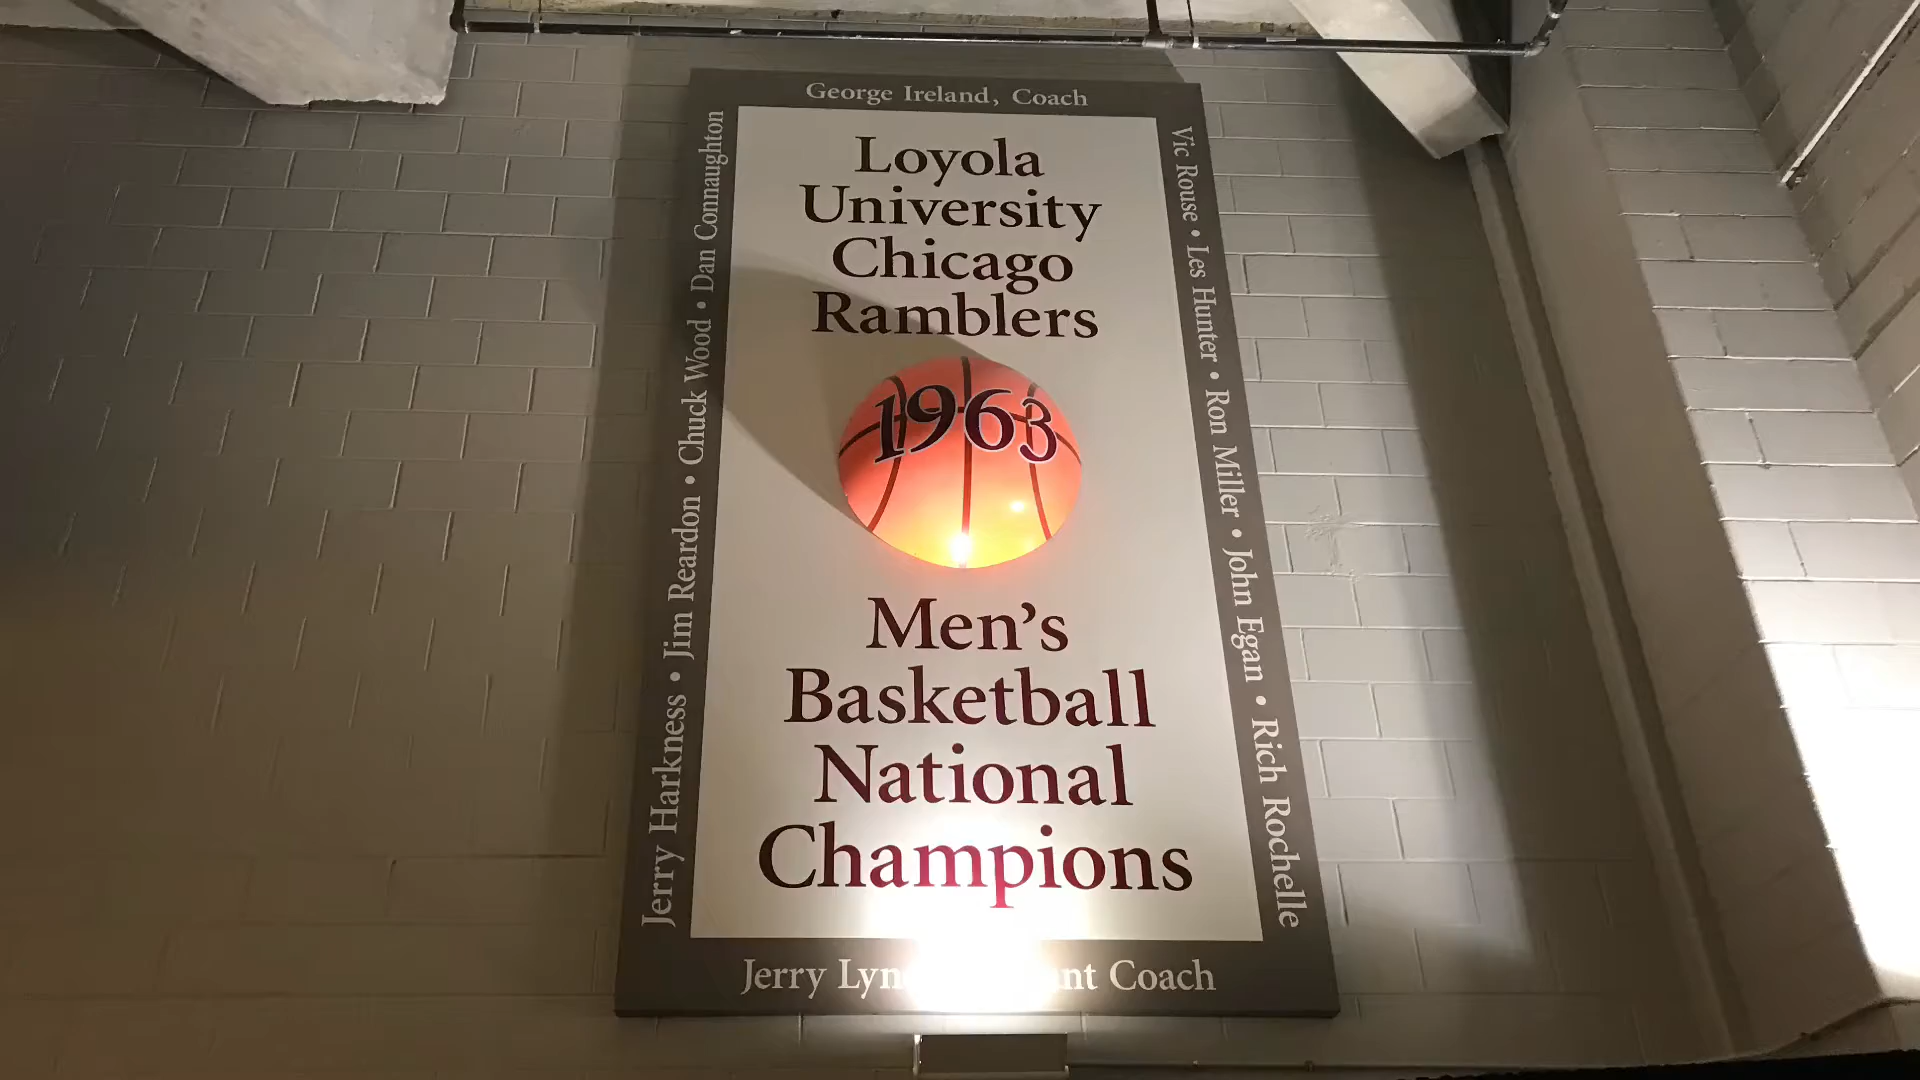 George Ireland, Coach
Jerry Harkness • Jim Reardon • Chuck Wood • Dan Connaughton
Loyola
University
Chicago
Ramblers
1963
Men's
Basketball
National
Champions
Vic Rouse • Les Hunter • Ron Miller • John Egan • Rich Rochelle
Jerry Coach